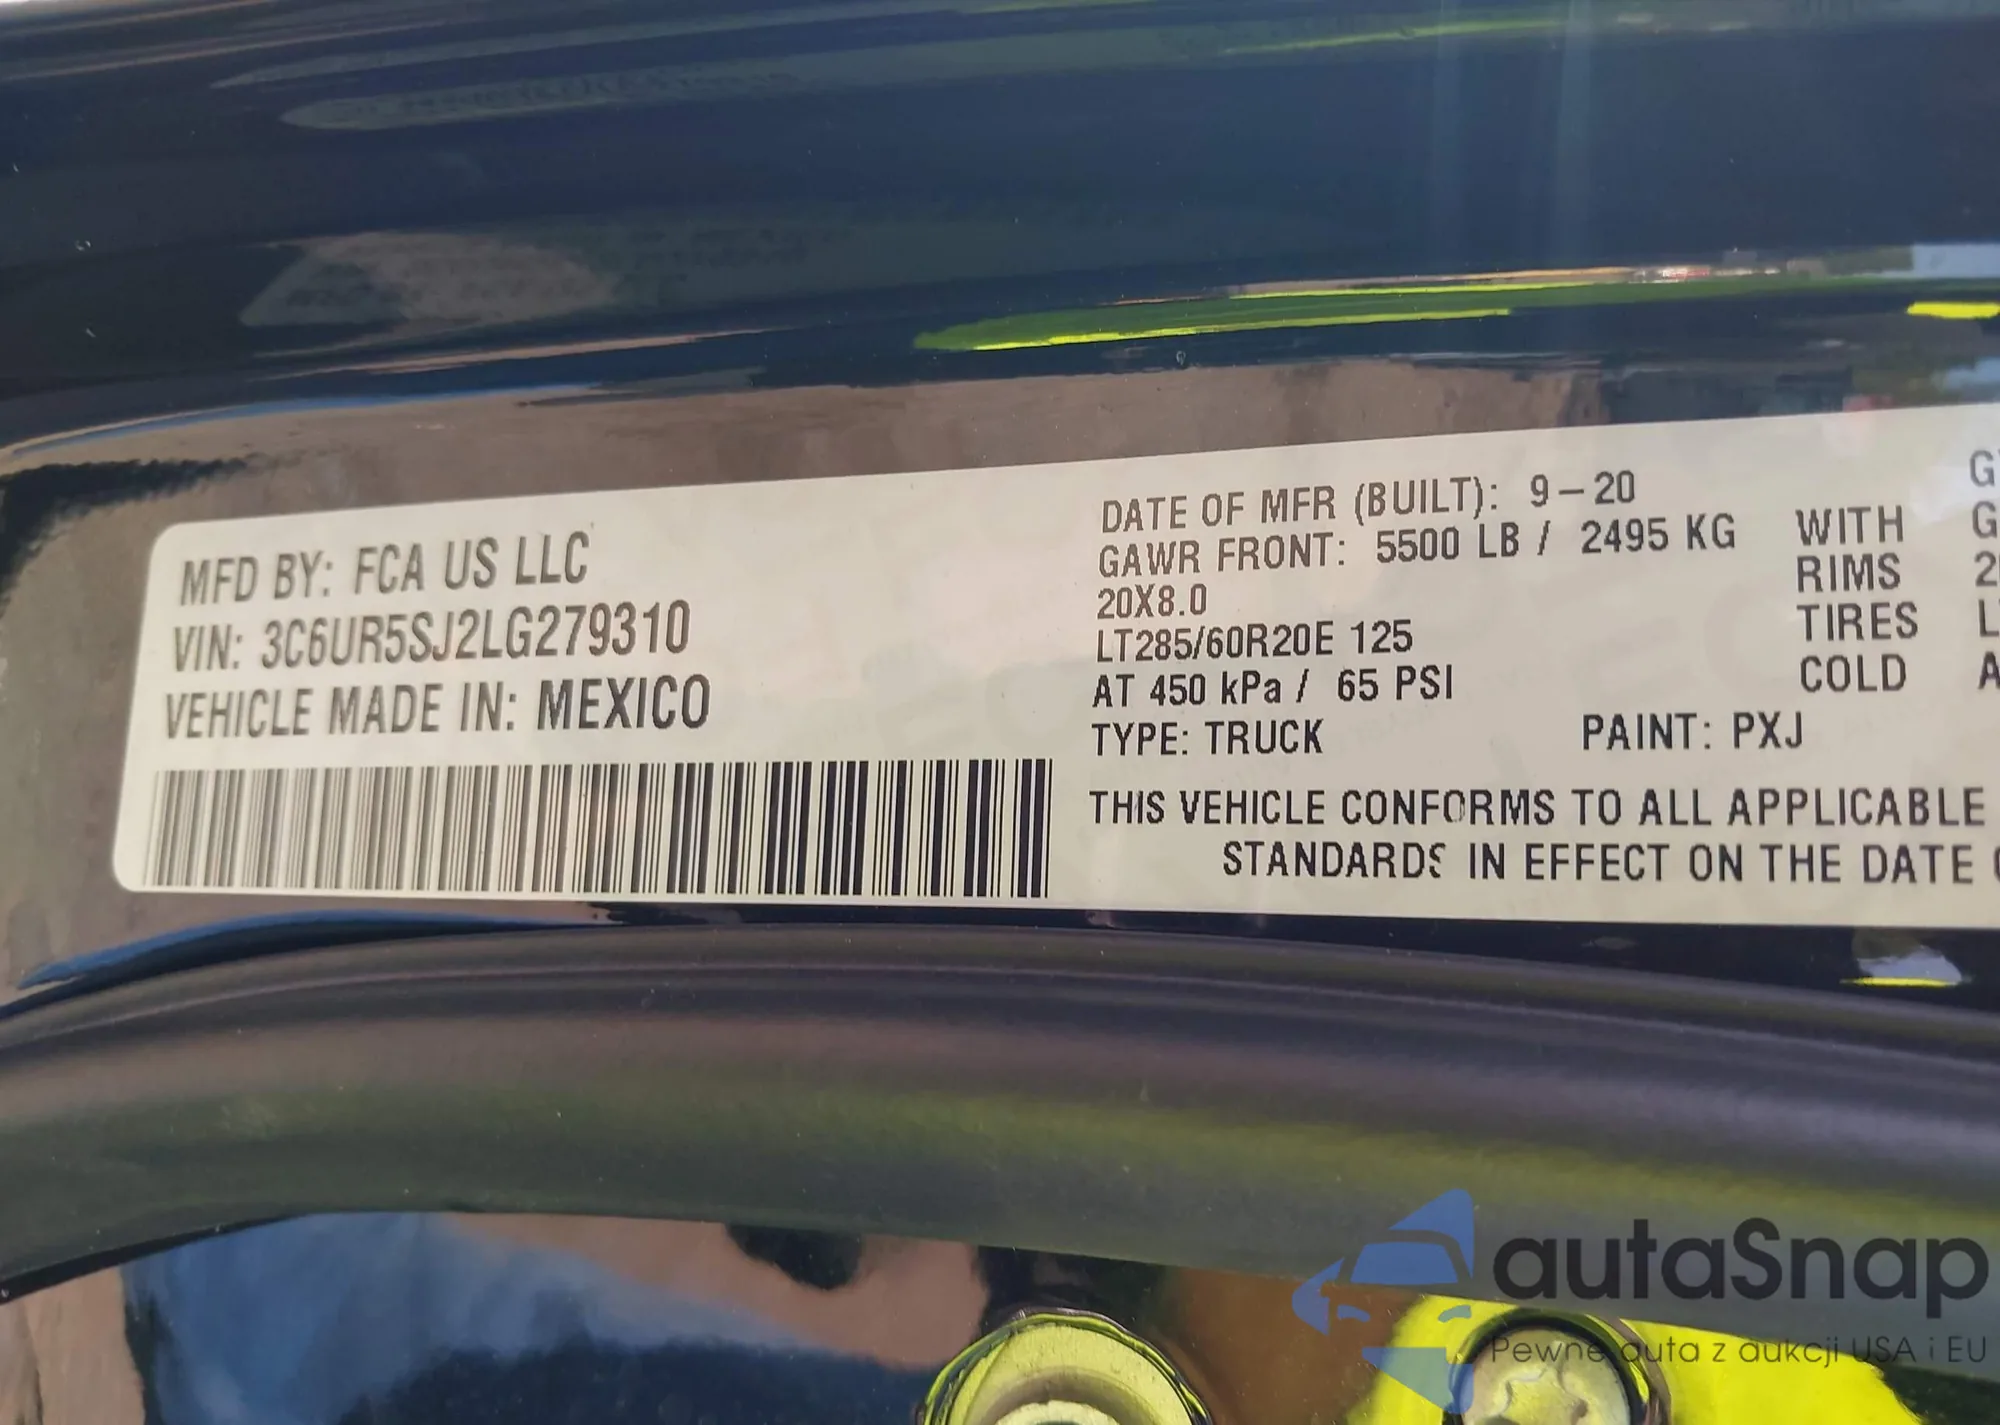 MFD BY: FCA US LLC
VIN: 3C6UR5SJ2LG279310
VEHICLE MADE IN: MEXICO
DATE OF MFR (BUILT): 9-20
GAWR FRONT: 5500 LB / 2495 KG WITH
20X8.0 RIMS
LT285/60R20E 125 TIRES
AT 450 kPa / 65 PSI COLD
TYPE: TRUCK PAINT: PXJ
THIS VEHICLE CONFORMS TO ALL APPLICABLE
STANDARDS IN EFFECT ON THE DATE
autaSnap
Pewne auta z aukcji USA i EU